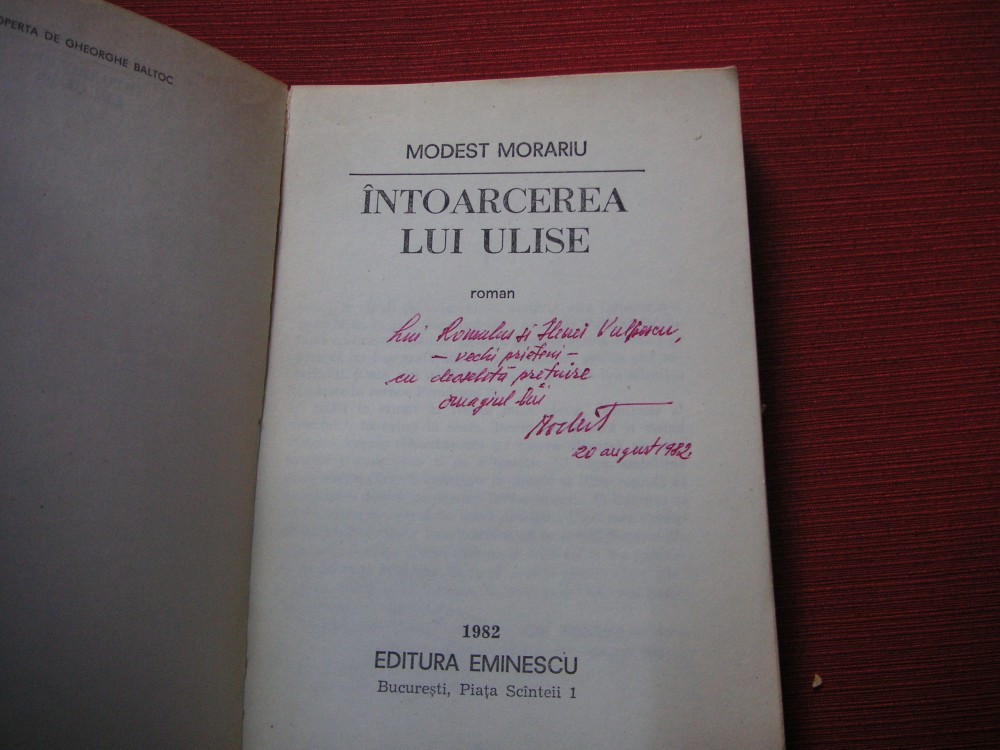 COPERTA DE GHEORGHE BALTOC
MODEST MORARIU
ÎNTOARCEREA
LUI ULISE
roman
Lui Romulus și Ilenei Vulpescu,
– vechi prieteni –
cu deosebită prețuire
omagiul lui
Modest
20 august 1982
1982
EDITURA EMINESCU
București, Piața Scînteii 1